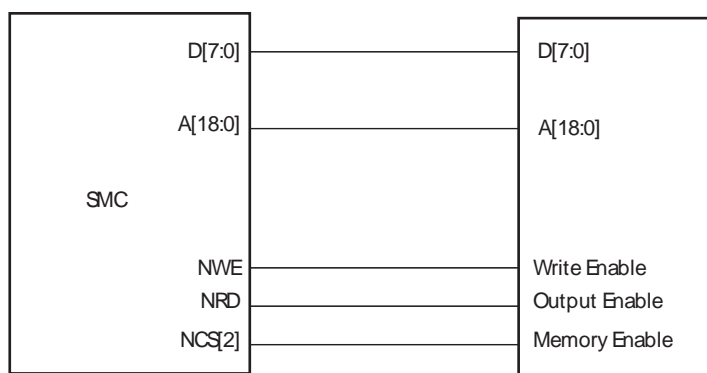 D[7:0] D[7:0]
A[18:0] A[18:0]
SMC
NWE Write Enable
NRD Output Enable
NCS[2] Memory Enable